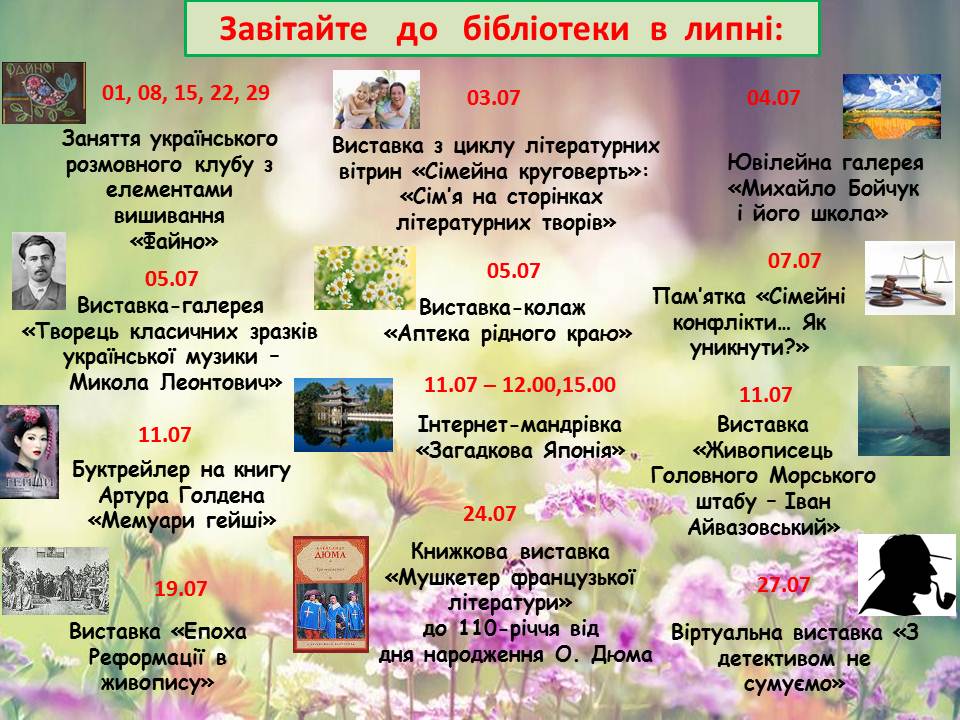 Завітайте до бібліотеки в липні:
ФАЙНО!
01, 08, 15, 22, 29
Заняття українського
розмовного клубу з
елементами
вишивання
«Файно»
03.07
Виставка з циклу літературних
вітрин «Сімейна круговерть»:
«Сім’я на сторінках
літературних творів»
04.07
Ювілейна галерея
«Михайло Бойчук
і його школа»
05.07
Виставка-галерея
«Творець класичних зразків
української музики –
Микола Леонтович»
05.07
Виставка-колаж
«Аптека рідного краю»
07.07
Пам’ятка «Сімейні
конфлікти… Як
уникнути?»
11.07
Буктрейлер на книгу
Артура Голдена
«Мемуари гейші»
ГЕЙШИ
11.07 – 12.00,15.00
Інтернет-мандрівка
«Загадкова Японія»
11.07
Виставка
«Живописець
Головного Морського
штабу – Іван
Айвазовський»
19.07
Виставка «Епоха
Реформації в
живопису»
24.07
Книжкова виставка
«Мушкетер французької
літератури»
до 110-річчя від
дня народження О. Дюма
АЛЕКСАНДР
ДЮМА
27.07
Віртуальна виставка «З
детективом не
сумуємо»